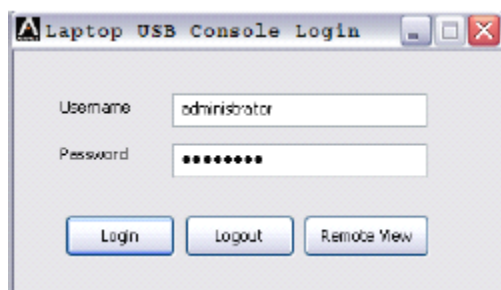 Laptop USB Console Login
Username administrator
Password ••••••••
Login Logout Remote View